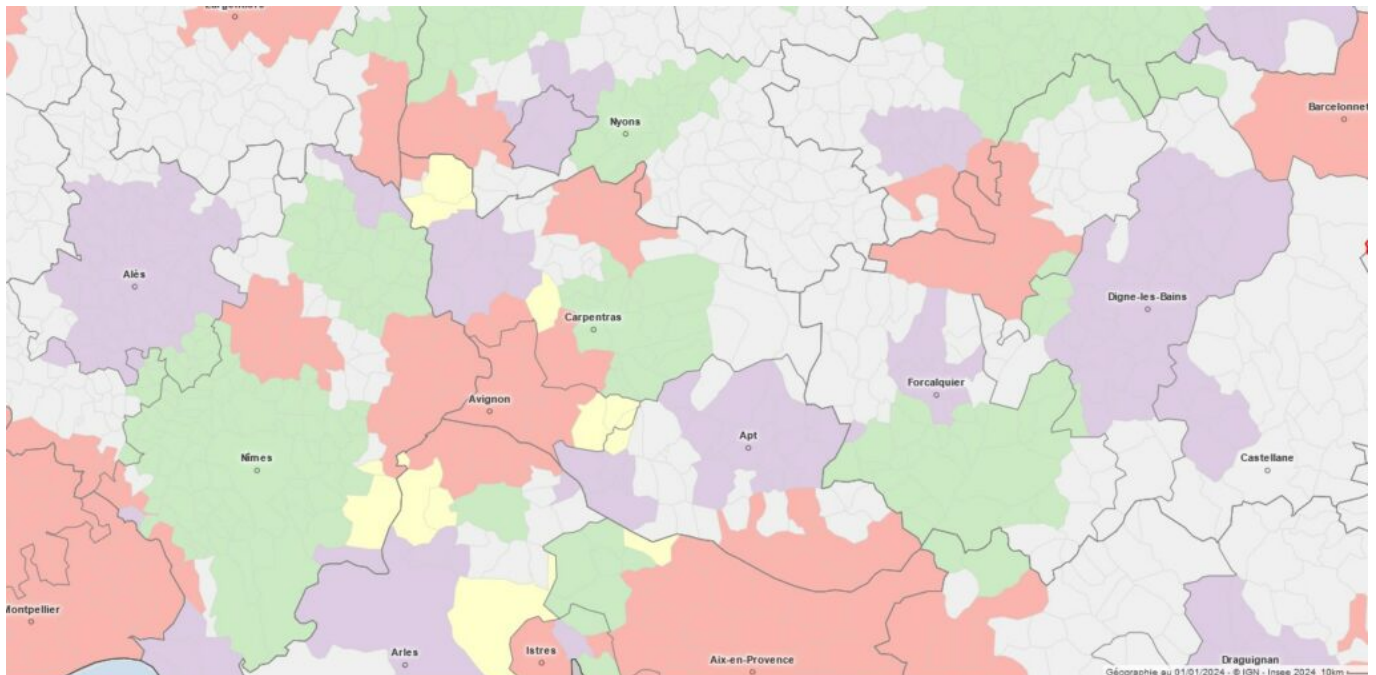 Largentière
Nyons
Barcelonnet
Alès
Digne-les-Bains
Carpentras
Forcalquier
Avignon
Apt
Nîmes
Castellane
Montpellier
Arles
Istres
Aix-en-Provence
Draguignan
Géographie au 01/01/2024 - © IGN - Insee 2024 10km